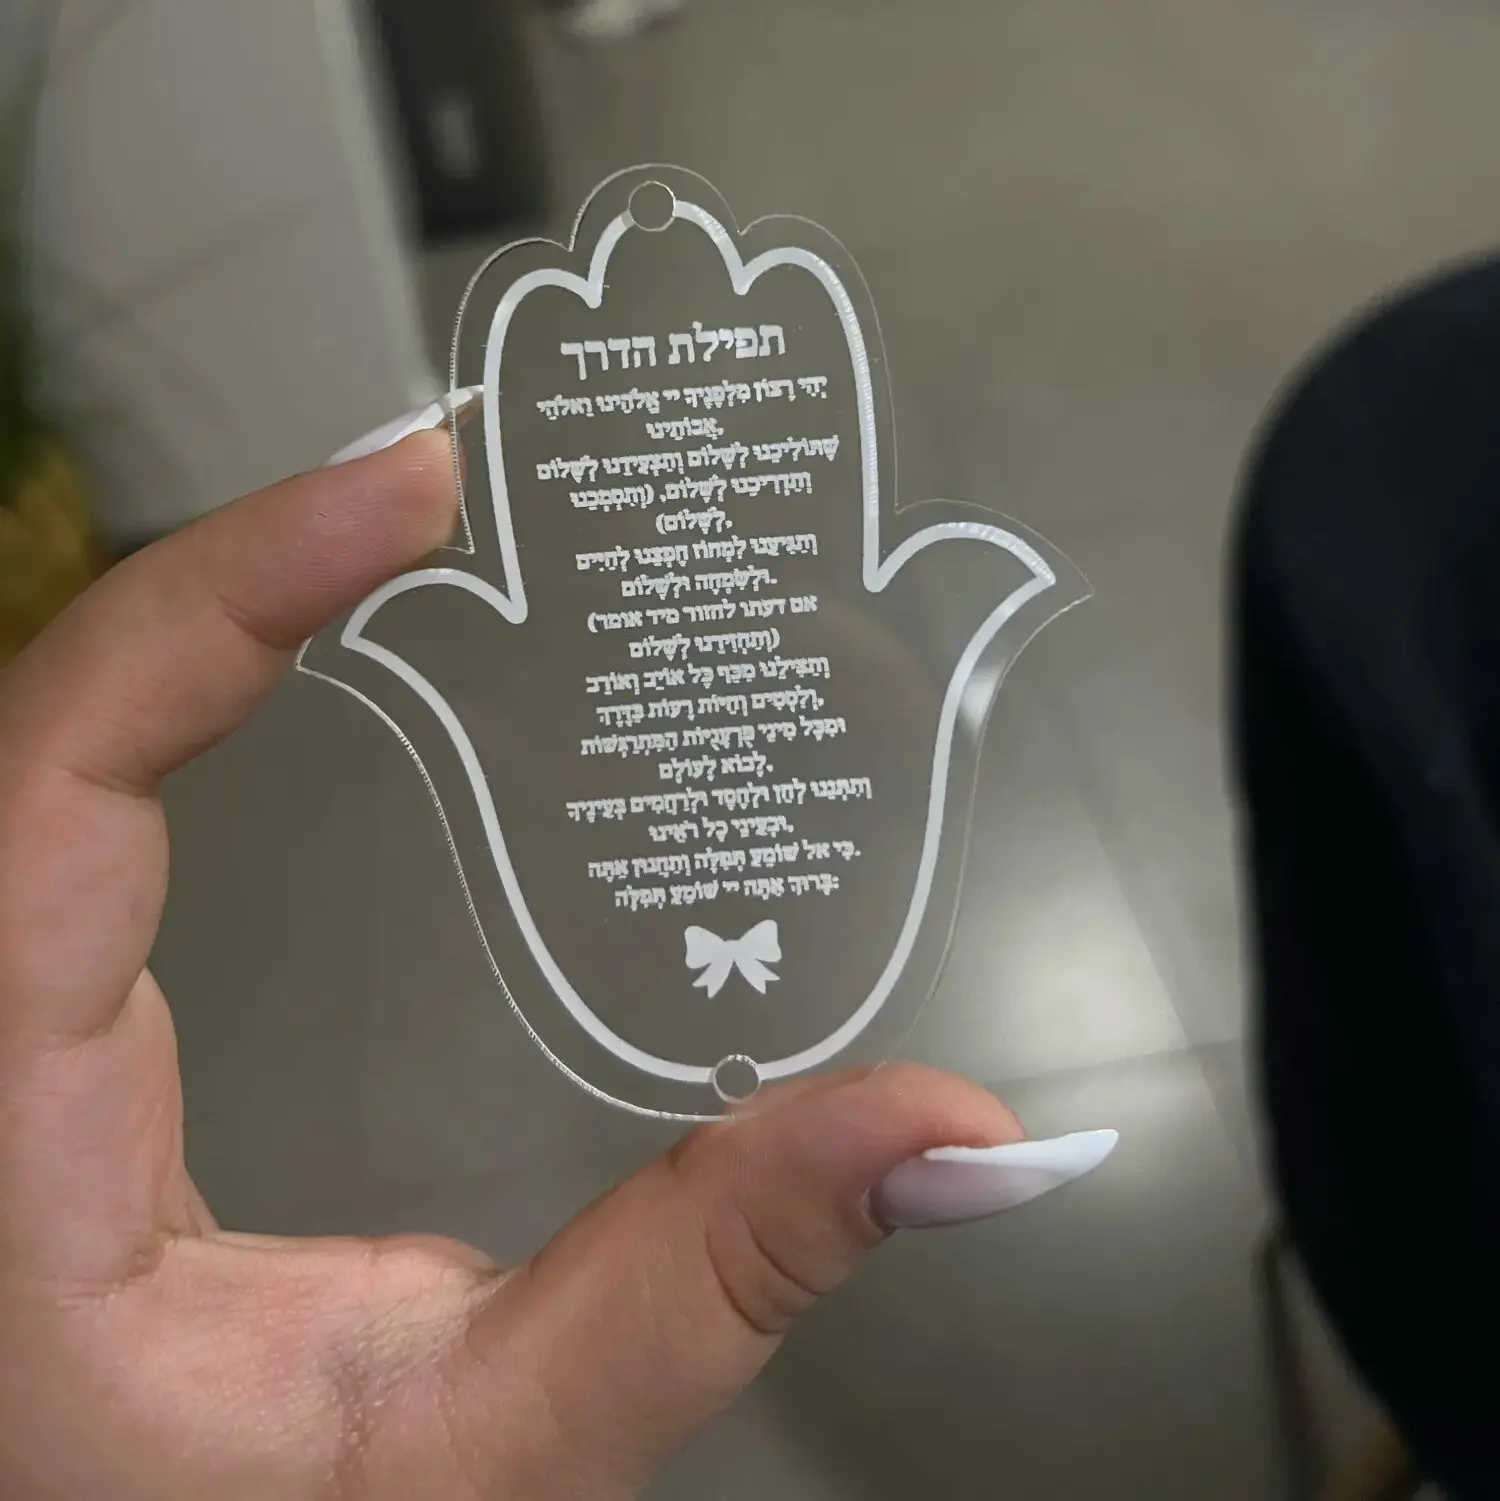 תפילת הדרך
יְהִי רָצוֹן מִלְּפָנֶיךָ יי אֱלֹהֵינוּ וֵאלֹהֵי
אֲבוֹתֵינוּ,
שֶׁתּוֹלִיכֵנוּ לְשָׁלוֹם וְתַצְעִידֵנוּ לְשָׁלוֹם
וְתַדְרִיכֵנוּ לְשָׁלוֹם, (וְתִסְמְכֵנוּ
לְשָׁלוֹם),
וְתַגִּיעֵנוּ לִמְחוֹז חֶפְצֵנוּ לְחַיִּים
וּלְשִׂמְחָה וּלְשָׁלוֹם.
(אם דעתו לחזור מיד אומר
וְתַחְזִירֵנוּ לְשָׁלוֹם)
וְתַצִּילֵנוּ מִכַּף כָּל אוֹיֵב וְאוֹרֵב
וְלִסְטִים וְחַיּוֹת רָעוֹת בַּדֶּרֶךְ,
וּמִכָּל מִינֵי פֻּרְעָנֻיּוֹת הַמִּתְרַגְּשׁוֹת
לָבוֹא לָעוֹלָם,
וְתִתְּנֵנוּ לְחֵן וּלְחֶסֶד וּלְרַחֲמִים בְּעֵינֶיךָ
וּבְעֵינֵי כָל רֹאֵינוּ,
כִּי אל שׁוֹמֵעַ תְּפִלָּה וְתַחֲנוּן אַתָּה.
בָּרוּךְ אַתָּה יי שׁוֹמֵעַ תְּפִלָּה: